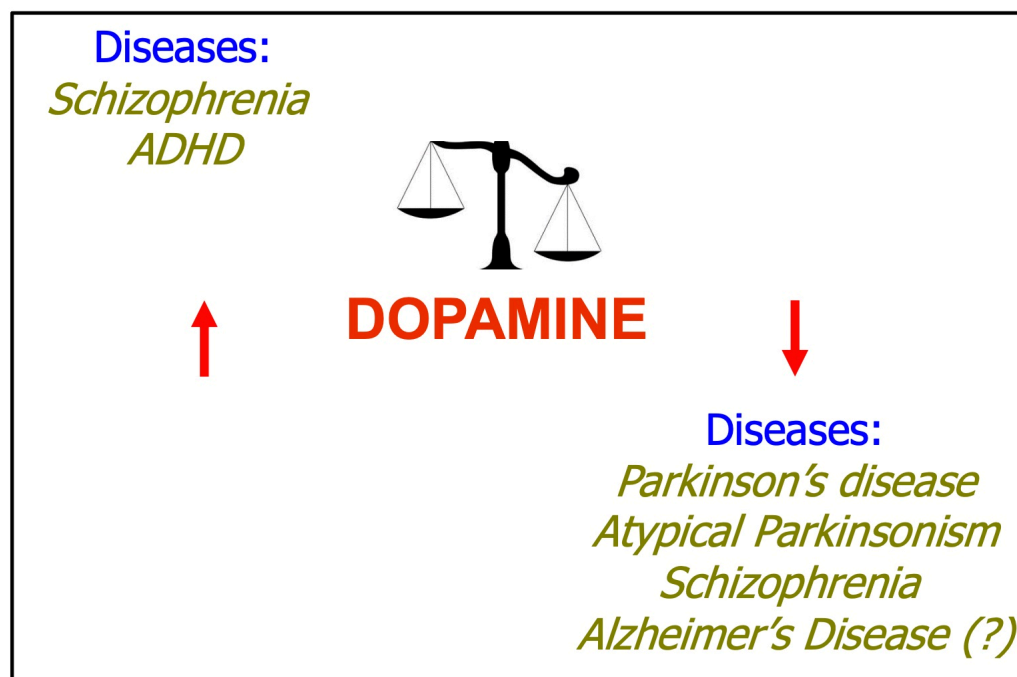 Diseases:
Schizophrenia
ADHD
DOPAMINE
Diseases:
Parkinson’s disease
Atypical Parkinsonism
Schizophrenia
Alzheimer’s Disease (?)